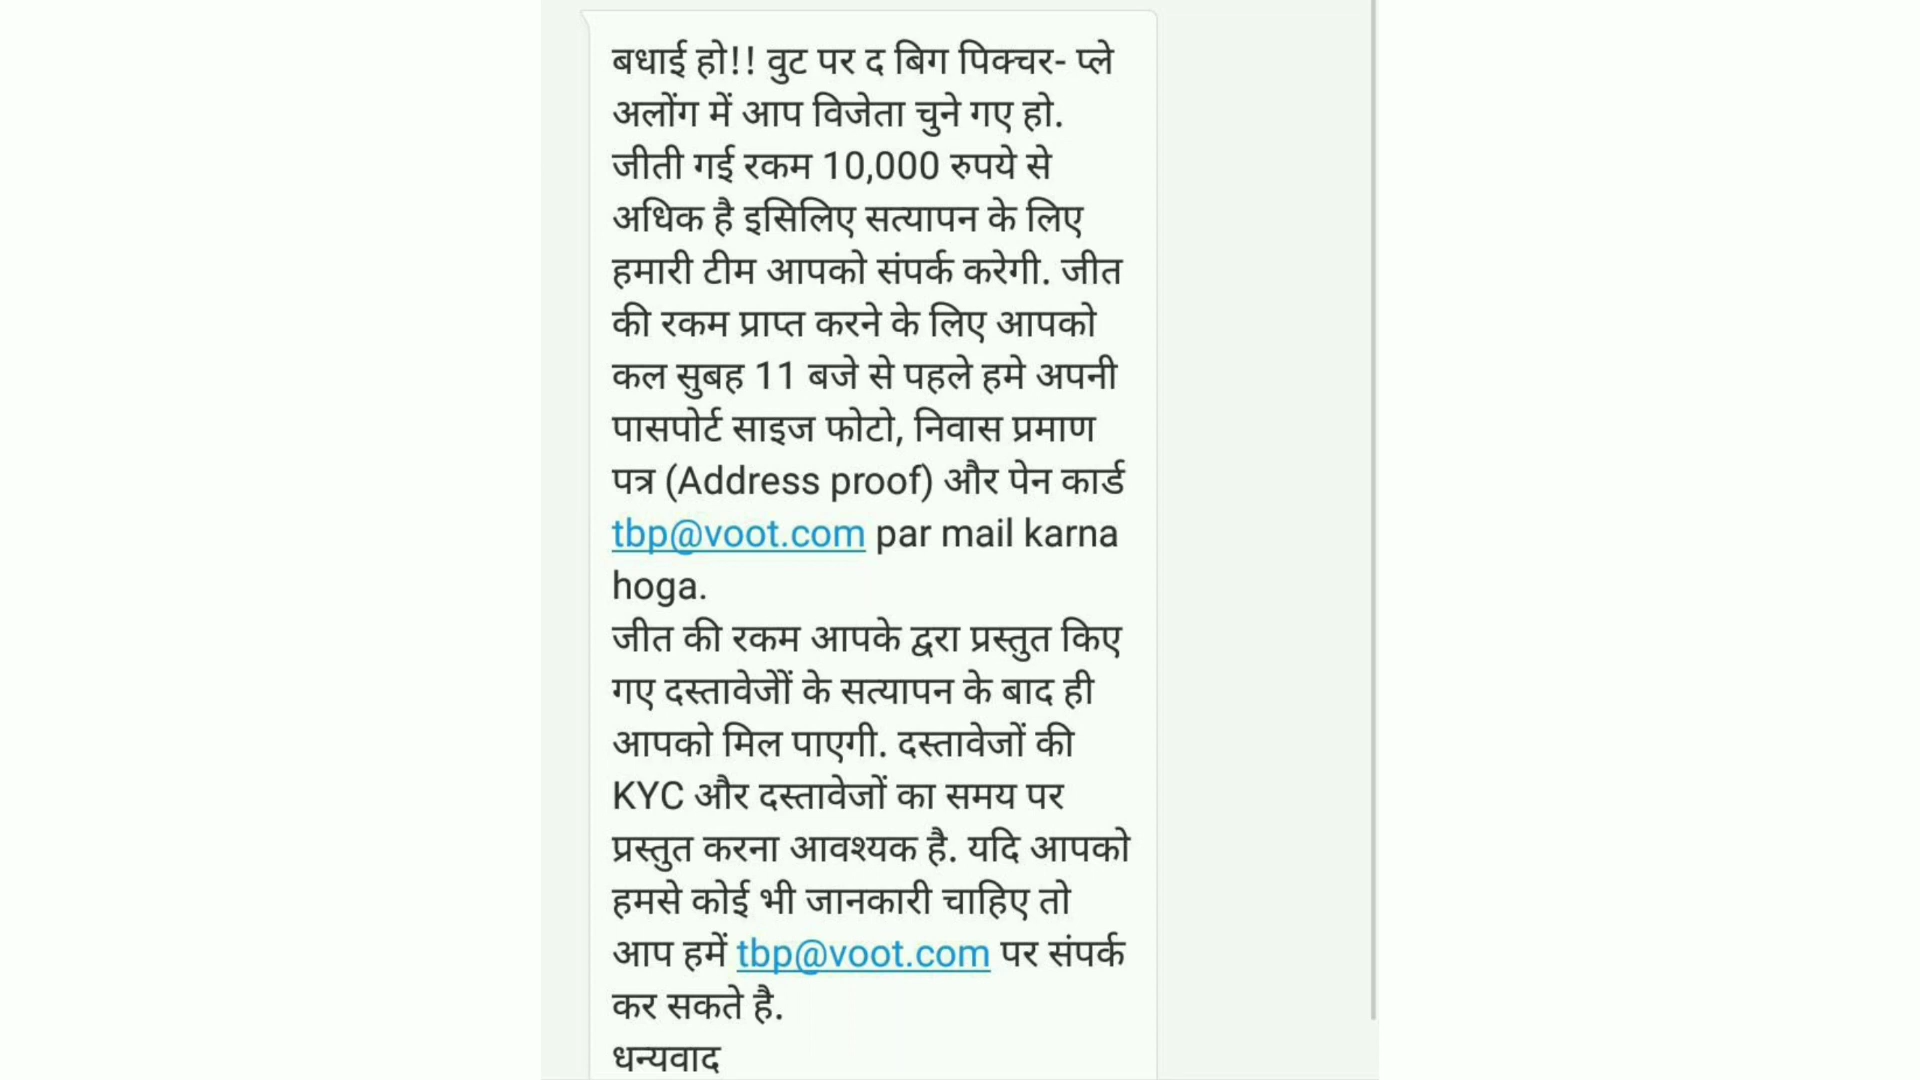 बधाई हो!! वुट पर द बिग पिक्चर- प्ले
अलोंग में आप विजेता चुने गए हो.
जीती गई रकम 10,000 रुपये से
अधिक है इसिलिए सत्यापन के लिए
हमारी टीम आपको संपर्क करेगी. जीत
की रकम प्राप्त करने के लिए आपको
कल सुबह 11 बजे से पहले हमे अपनी
पासपोर्ट साइज फोटो, निवास प्रमाण
पत्र (Address proof) और पेन कार्ड
tbp@voot.com par mail karna
hoga.
जीत की रकम आपके द्वरा प्रस्तुत किए
गए दस्तावेजोें के सत्यापन के बाद ही
आपको मिल पाएगी. दस्तावेजों की
KYC और दस्तावेजों का समय पर
प्रस्तुत करना आवश्यक है. यदि आपको
हमसे कोई भी जानकारी चाहिए तो
आप हमें tbp@voot.com पर संपर्क
कर सकते है.
धन्यवाद